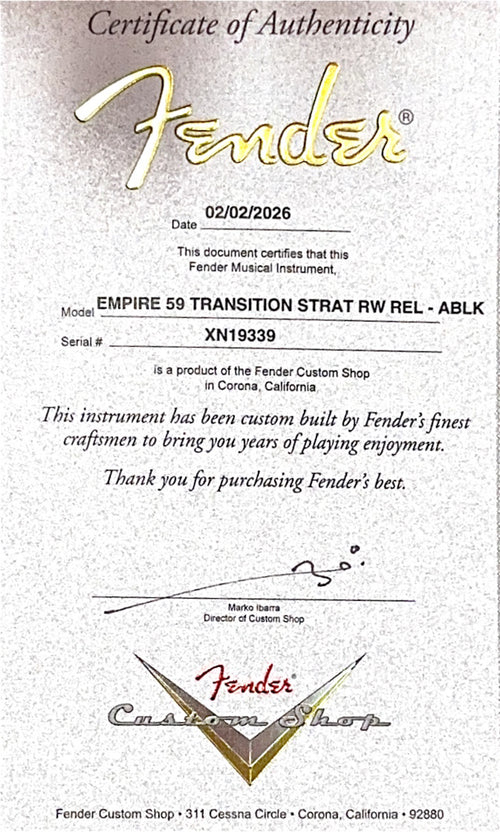 Certificate of Authenticity
Fender®
Date 02/02/2026
This document certifies that this
Fender Musical Instrument,
Model EMPIRE 59 TRANSITION STRAT RW REL - ABLK
Serial # XN19339
is a product of the Fender Custom Shop
in Corona, California
This instrument has been custom built by Fender's finest
craftsmen to bring you years of playing enjoyment.
Thank you for purchasing Fender's best.
Marko Ibarra
Director of Custom Shop
Fender®
Custom Shop
Fender Custom Shop • 311 Cessna Circle • Corona, California • 92880